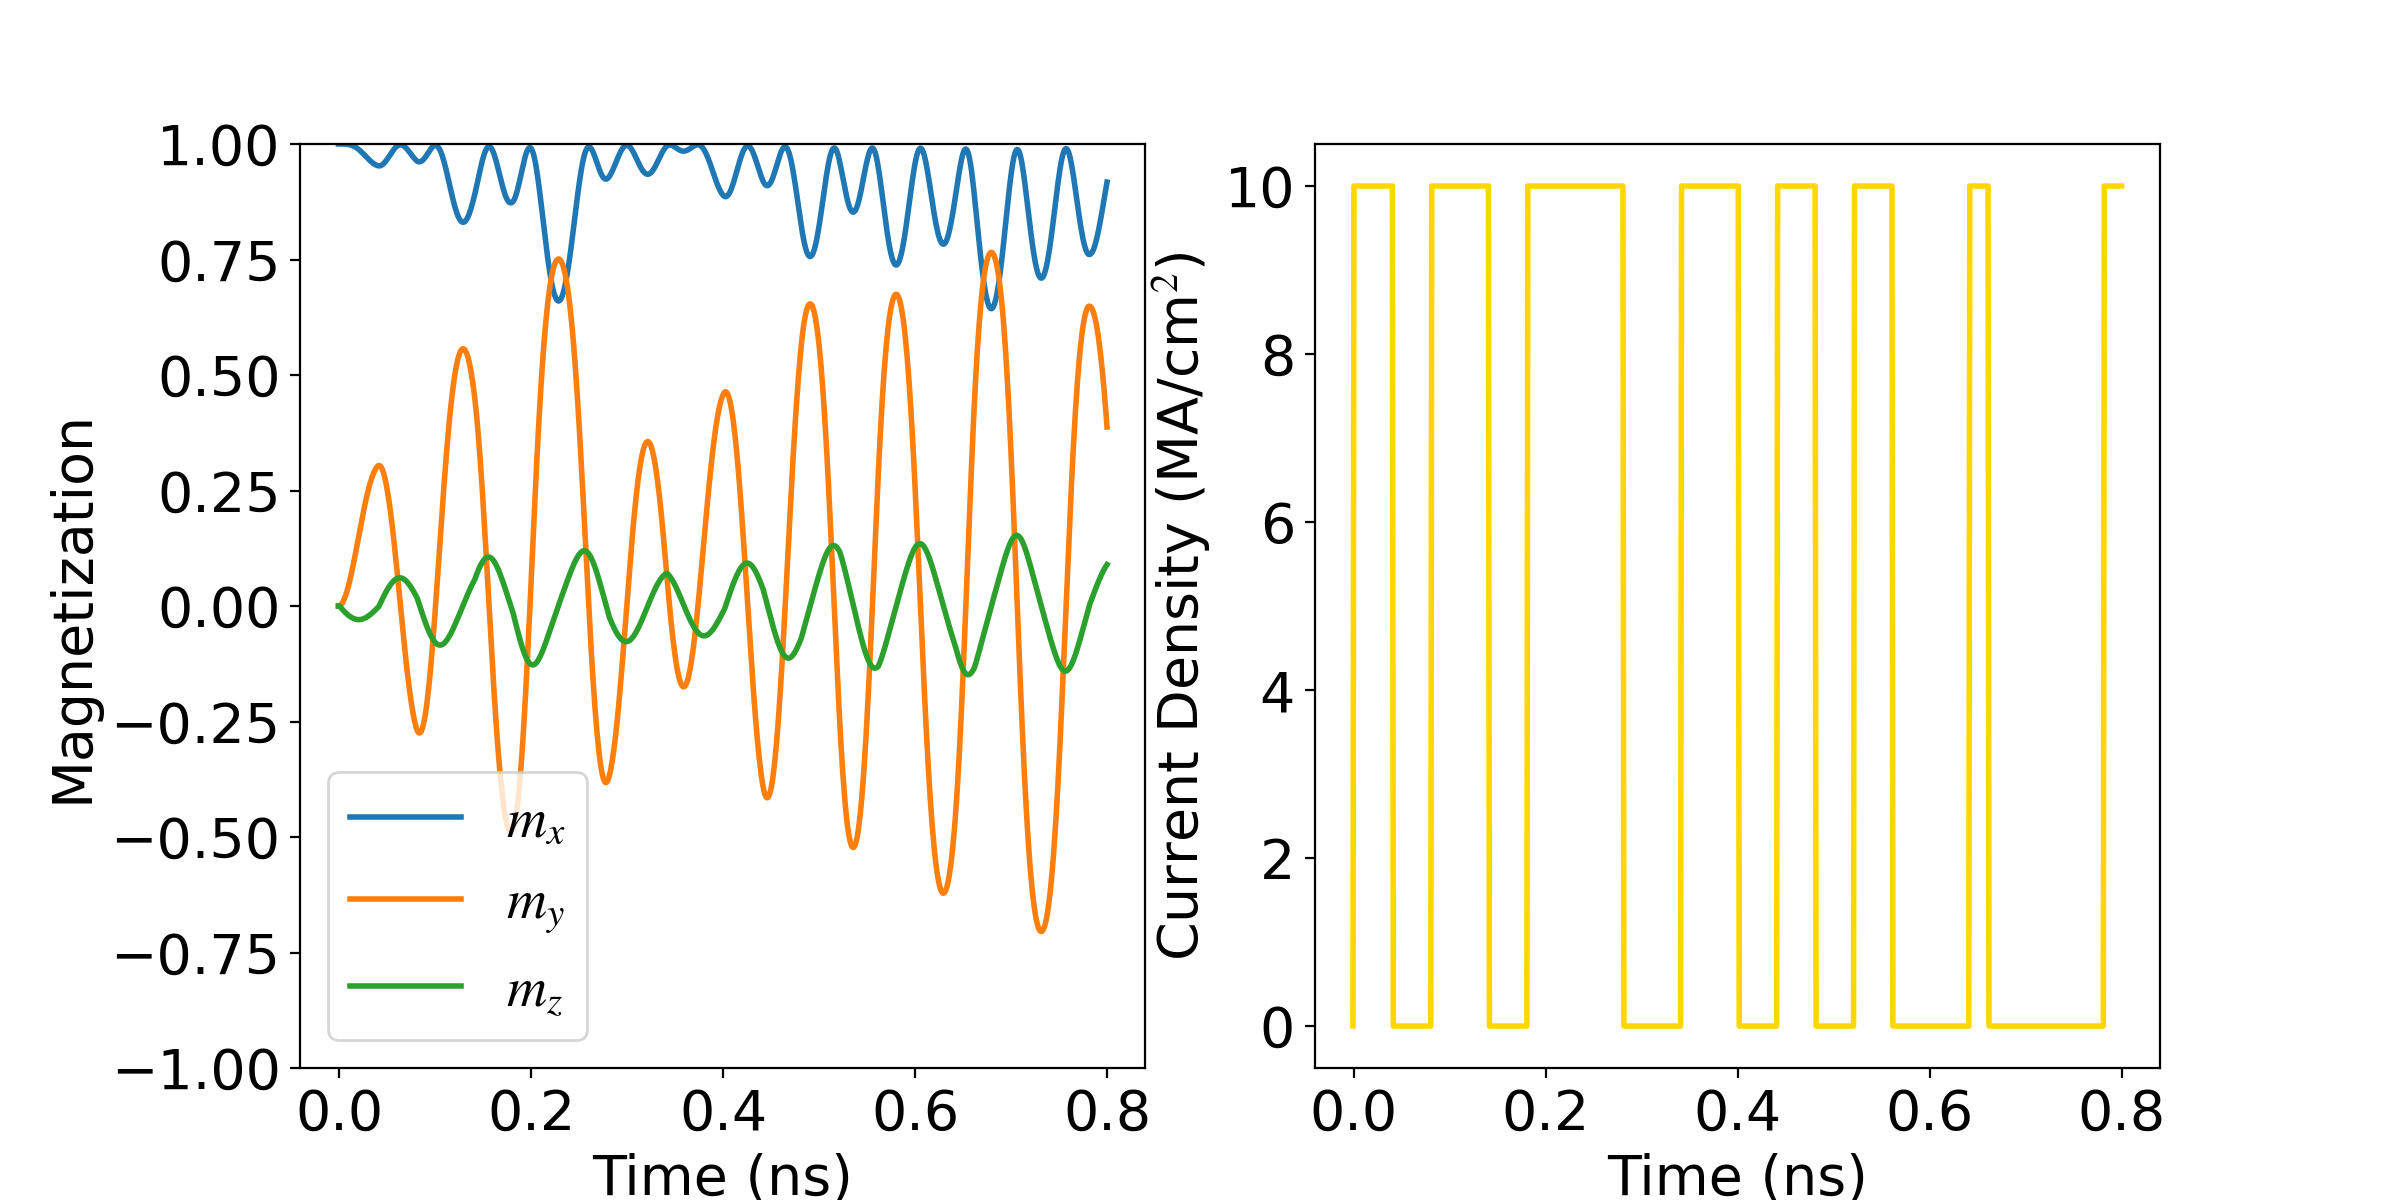 1.00
0.75
0.50
0.25
0.00
−0.25
−0.50
−0.75
−1.00
Magnetization
m_x
m_y
m_z
0.0 0.2 0.4 0.6 0.8
Time (ns)
10
8
6
4
2
0
Current Density (MA/cm²)
0.0 0.2 0.4 0.6 0.8
Time (ns)